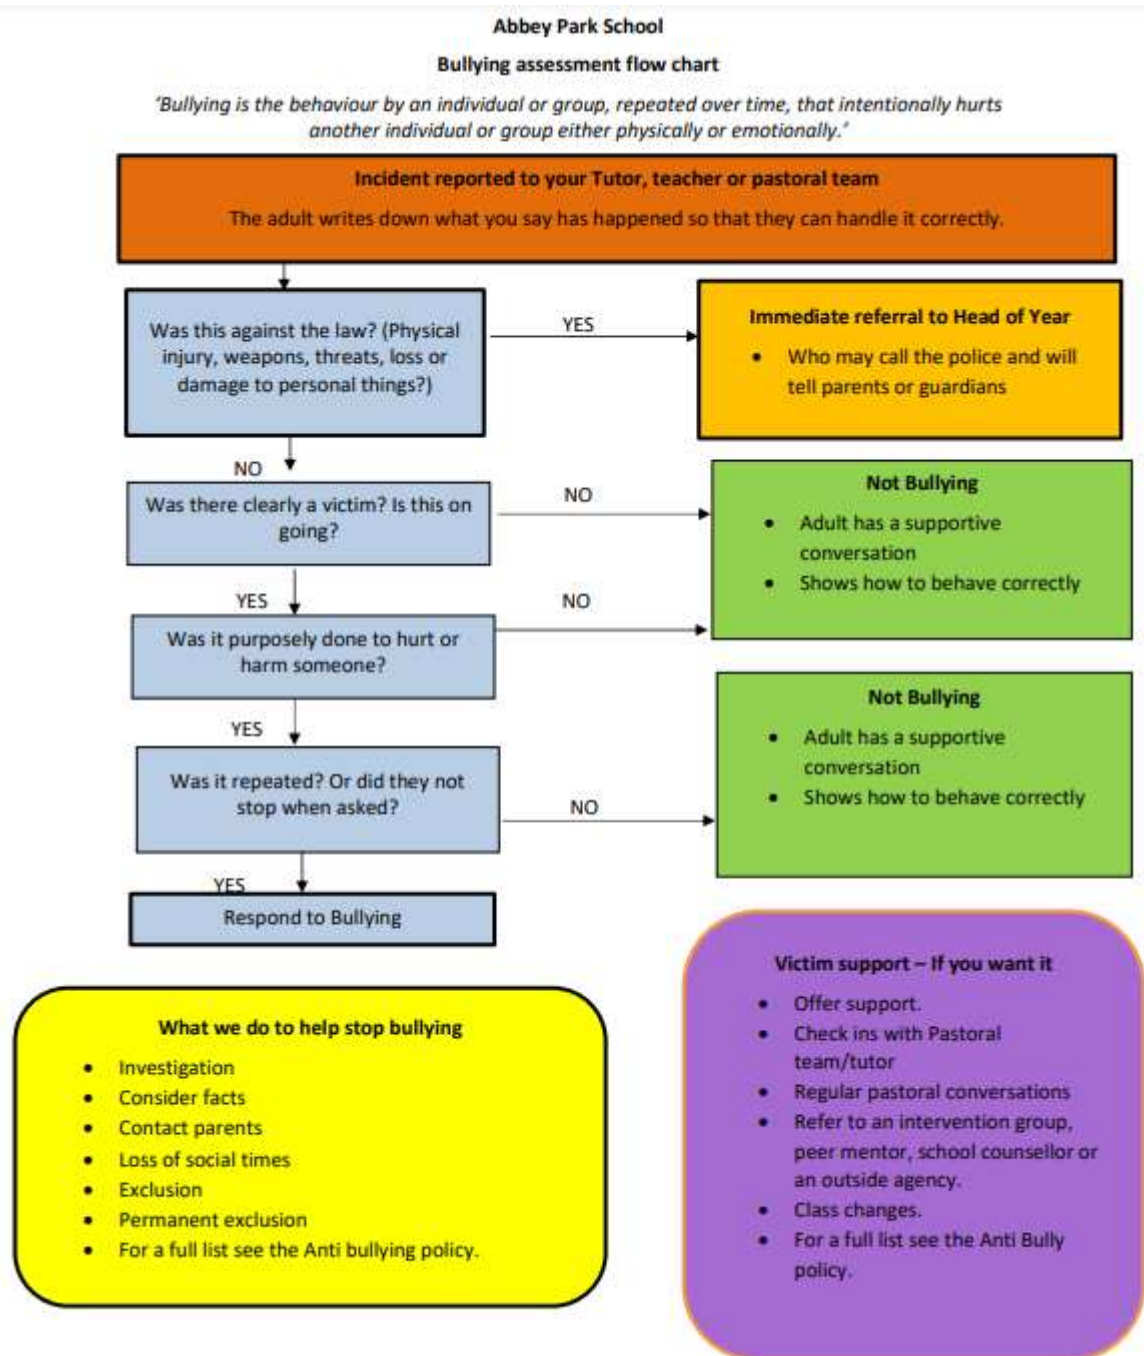 Abbey Park School
Bullying assessment flow chart
‘Bullying is the behaviour by an individual or group, repeated over time, that intentionally hurts
another individual or group either physically or emotionally.’
Incident reported to your Tutor, teacher or pastoral team
The adult writes down what you say has happened so that they can handle it correctly.
Was this against the law? (Physical
injury, weapons, threats, loss or
damage to personal things?)
YES
Immediate referral to Head of Year
• Who may call the police and will
tell parents or guardians
NO
Was there clearly a victim? Is this on
going?
NO
Not Bullying
• Adult has a supportive
conversation
• Shows how to behave correctly
YES
Was it purposely done to hurt or
harm someone?
NO
YES
Was it repeated? Or did they not
stop when asked?
NO
Not Bullying
• Adult has a supportive
conversation
• Shows how to behave correctly
YES
Respond to Bullying
What we do to help stop bullying
• Investigation
• Consider facts
• Contact parents
• Loss of social times
• Exclusion
• Permanent exclusion
• For a full list see the Anti bullying policy.
Victim support – If you want it
• Offer support.
• Check ins with Pastoral
team/tutor
• Regular pastoral conversations
• Refer to an intervention group,
peer mentor, school counsellor or
an outside agency.
• Class changes.
• For a full list see the Anti Bully
policy.